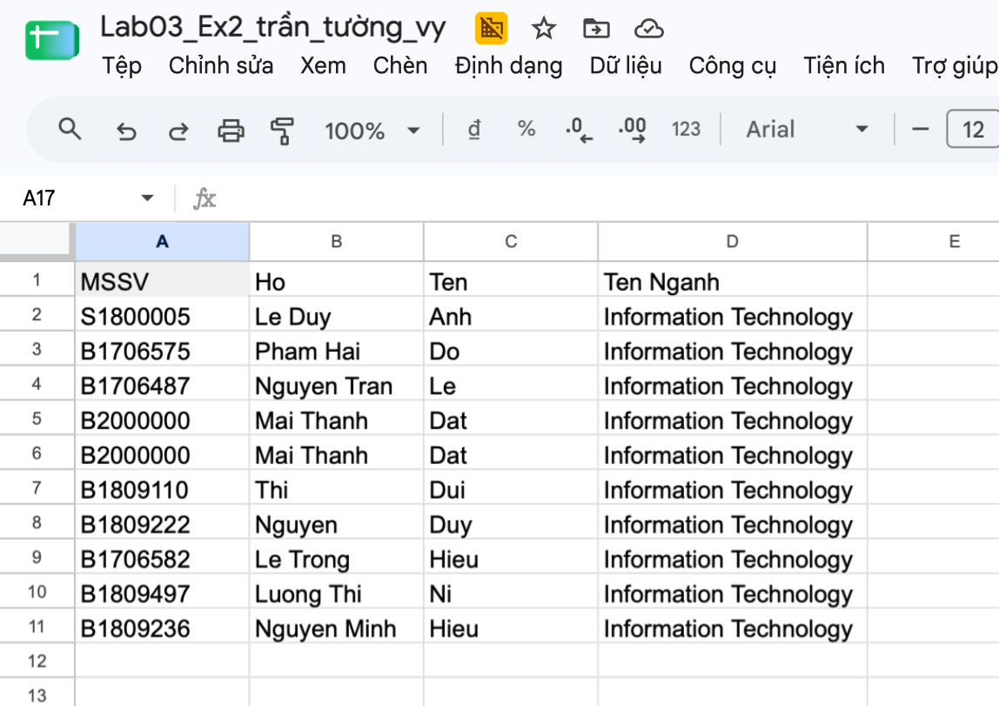 Lab03_Ex2_trần_tường_vy
Tệp Chỉnh sửa Xem Chèn Định dạng Dữ liệu Công cụ Tiện ích Trợ giúp
100% đ % .0 .00 123 Arial 12
A17 fx
A B C D E
1 MSSV Ho Ten Ten Nganh
2 S1800005 Le Duy Anh Information Technology
3 B1706575 Pham Hai Do Information Technology
4 B1706487 Nguyen Tran Le Information Technology
5 B2000000 Mai Thanh Dat Information Technology
6 B2000000 Mai Thanh Dat Information Technology
7 B1809110 Thi Dui Information Technology
8 B1809222 Nguyen Duy Information Technology
9 B1706582 Le Trong Hieu Information Technology
10 B1809497 Luong Thi Ni Information Technology
11 B1809236 Nguyen Minh Hieu Information Technology
12
13